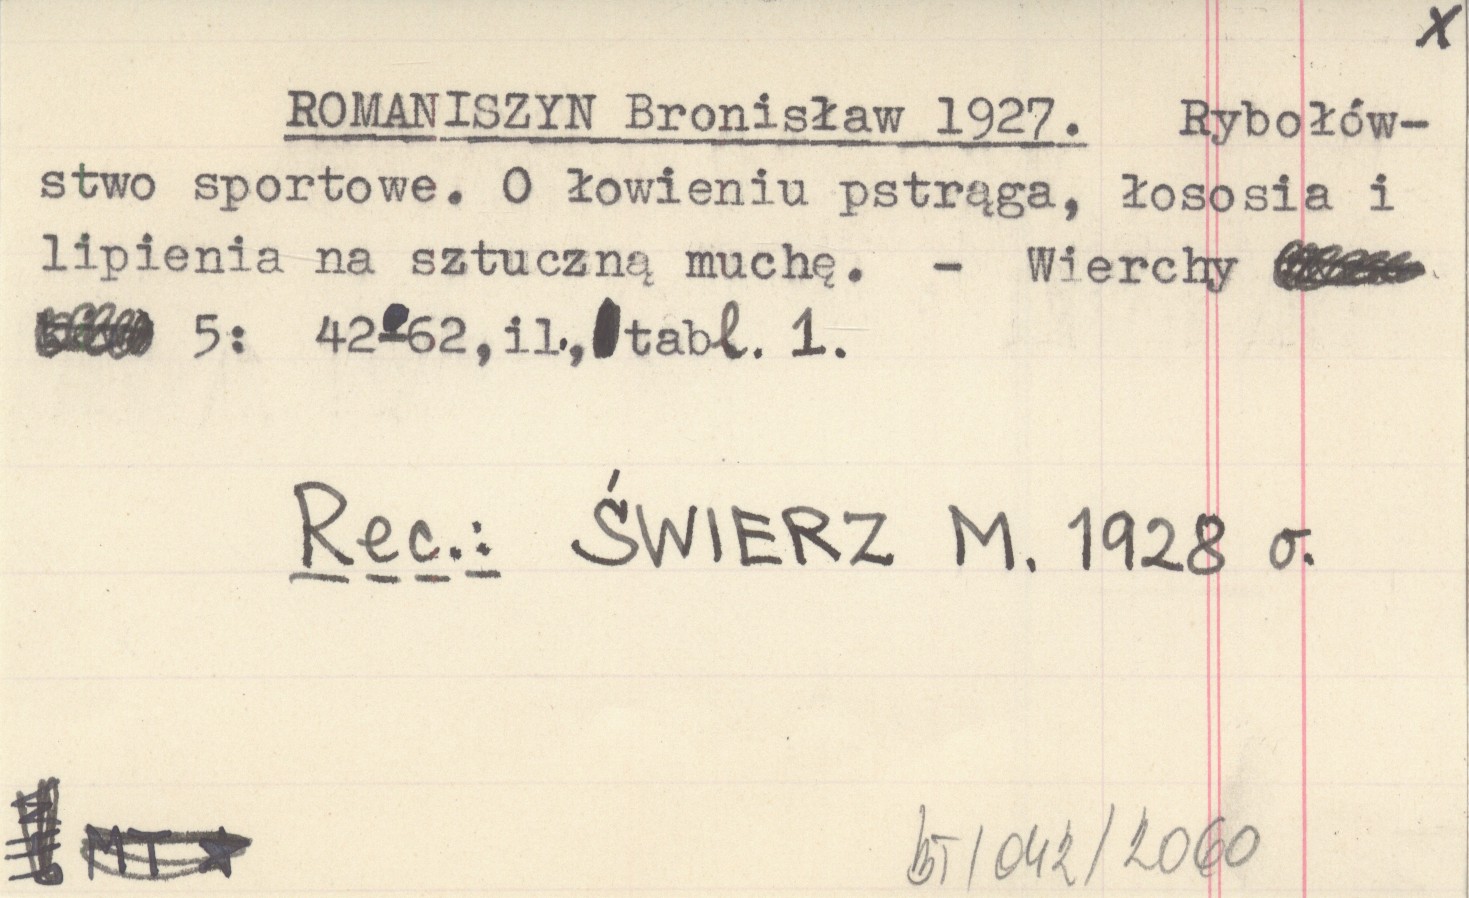 x
ROMANISZYN Bronisław 1927. Rybołów-
stwo sportowe. O łowieniu pstrąga, łososia i
lipienia na sztuczną muchę. - Wierchy
5: 42-62, il., tabl. 1.
Rec.: ŚWIERZ M. 1928 o.
MT
bT/042/2060